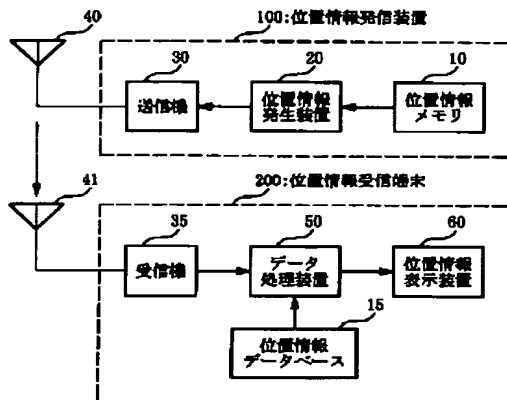 40
100:位置情報発信装置
30
20
10
送信機
位置情報
発生装置
位置情報
メモリ
41
200:位置情報受信端末
35
50
60
受信機
データ
処理装置
位置情報
表示装置
15
位置情報
データベース